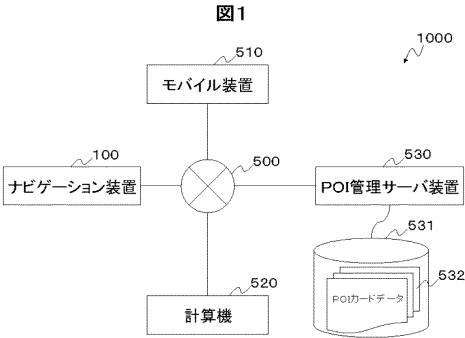 図1
1000
510
モバイル装置
100
ナビゲーション装置
500
530
POI管理サーバ装置
531
532
POIカードデータ
520
計算機